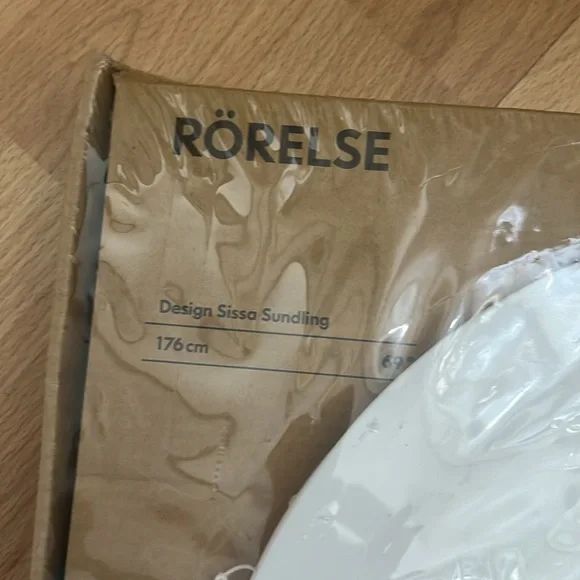 RÖRELSE
Design Sissa Sundling
176 cm